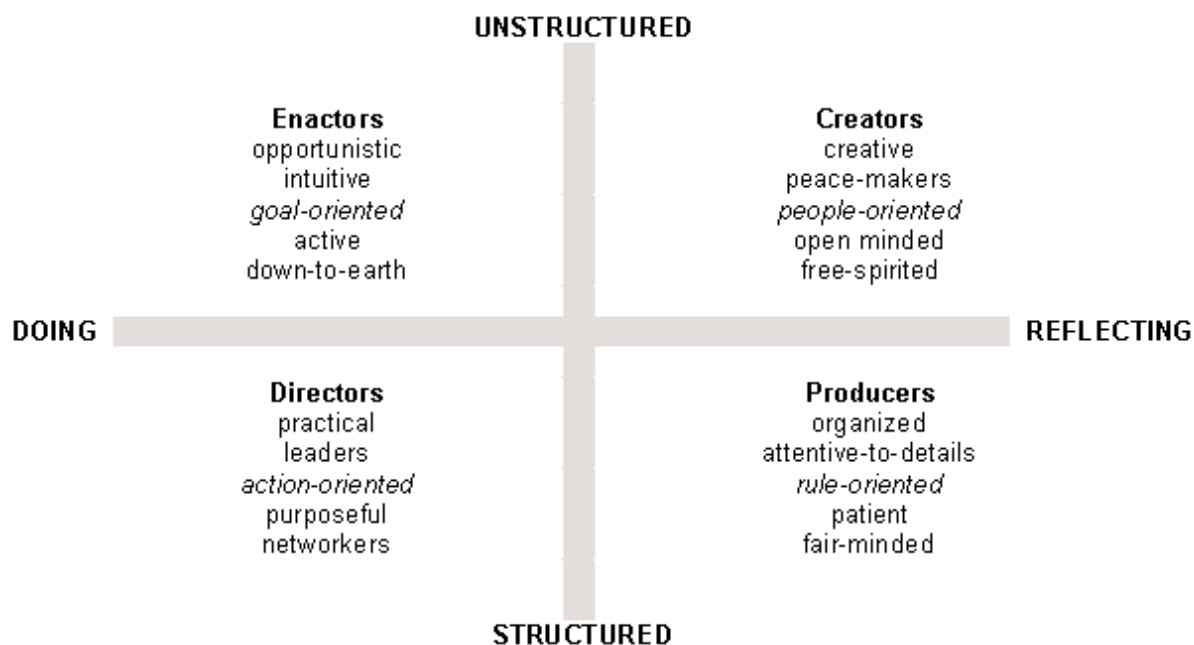 UNSTRUCTURED
Enactors
opportunistic
intuitive
goal-oriented
active
down-to-earth
Creators
creative
peace-makers
people-oriented
open minded
free-spirited
DOING
REFLECTING
Directors
practical
leaders
action-oriented
purposeful
networkers
Producers
organized
attentive-to-details
rule-oriented
patient
fair-minded
STRUCTURED